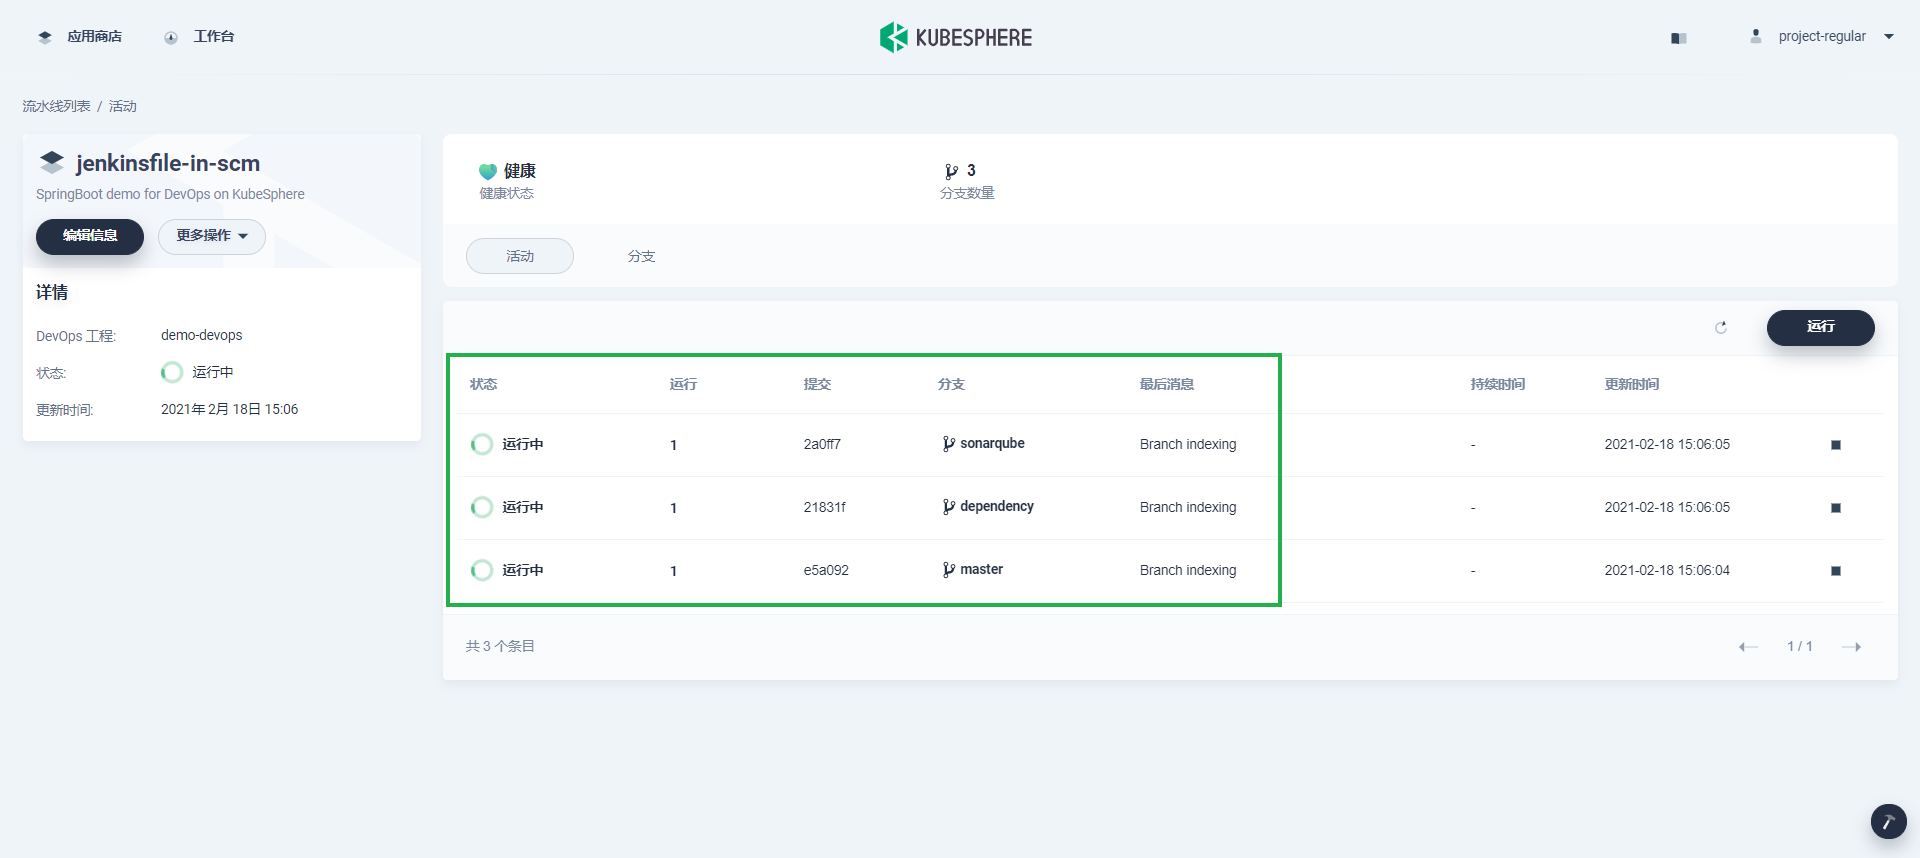 应用商店 工作台 KUBESPHERE project-regular
流水线列表 / 活动
jenkinsfile-in-scm
SpringBoot demo for DevOps on KubeSphere
编辑信息 更多操作
详情
DevOps 工程: demo-devops
状态: 运行中
更新时间: 2021年 2月 18日 15:06
健康 3
健康状态 分支数量
活动 分支
运行
状态 运行 提交 分支 最后消息 持续时间 更新时间
运行中 1 2a0ff7 sonarqube Branch indexing - 2021-02-18 15:06:05
运行中 1 21831f dependency Branch indexing - 2021-02-18 15:06:05
运行中 1 e5a092 master Branch indexing - 2021-02-18 15:06:04
共 3 个条目 1 / 1